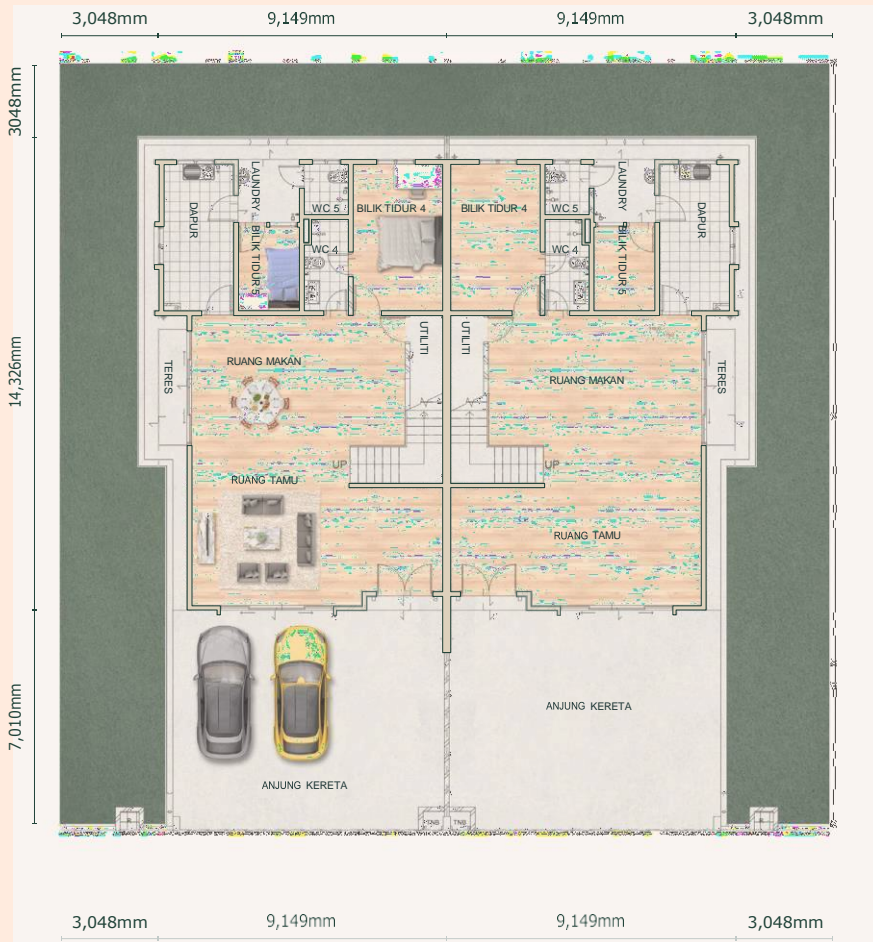 3,048mm 9,149mm 9,149mm 3,048mm
3048mm
LAUNDRY LAUNDRY
DAPUR WC 5 BILIK TIDUR 4 BILIK TIDUR 4 WC 5 DAPUR
BILIK TIDUR 5 WC 4 WC 4 BILIK TIDUR 5
14,326mm
UTILITI UTILITI
TERES RUANG MAKAN RUANG MAKAN TERES
UP UP
RUANG TAMU
RUANG TAMU
7,010mm
ANJUNG KERETA
ANJUNG KERETA
TNB TNB
3,048mm 9,149mm 9,149mm 3,048mm